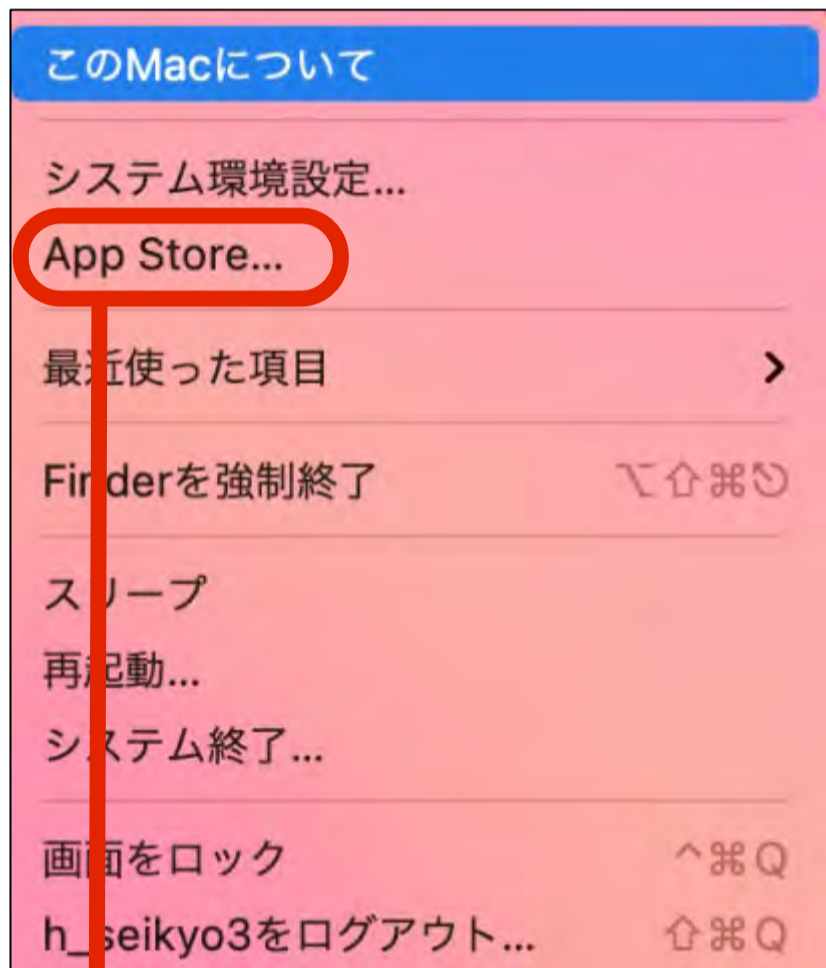 このMacについて
システム環境設定...
App Store...
最近使った項目 >
Finderを強制終了 ⌥⇧⌘⎋
スリープ
再起動...
システム終了...
画面をロック ^⌘Q
h_seikyo3をログアウト... ⇧⌘Q